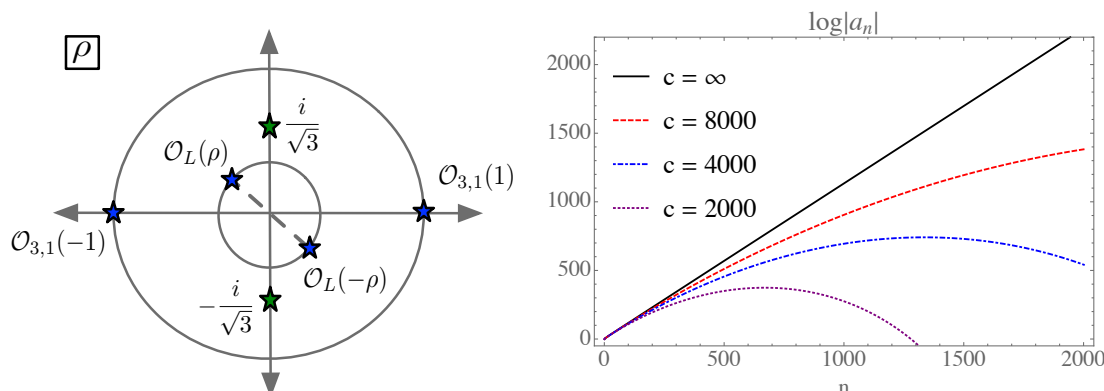 ρ
i/√3
O_L(ρ)
O_{3,1}(1)
O_{3,1}(-1)
O_L(-ρ)
-i/√3
log|a_n|
2000
1500
1000
500
0
c = ∞
c = 8000
c = 4000
c = 2000
0 500 1000 1500 2000
n